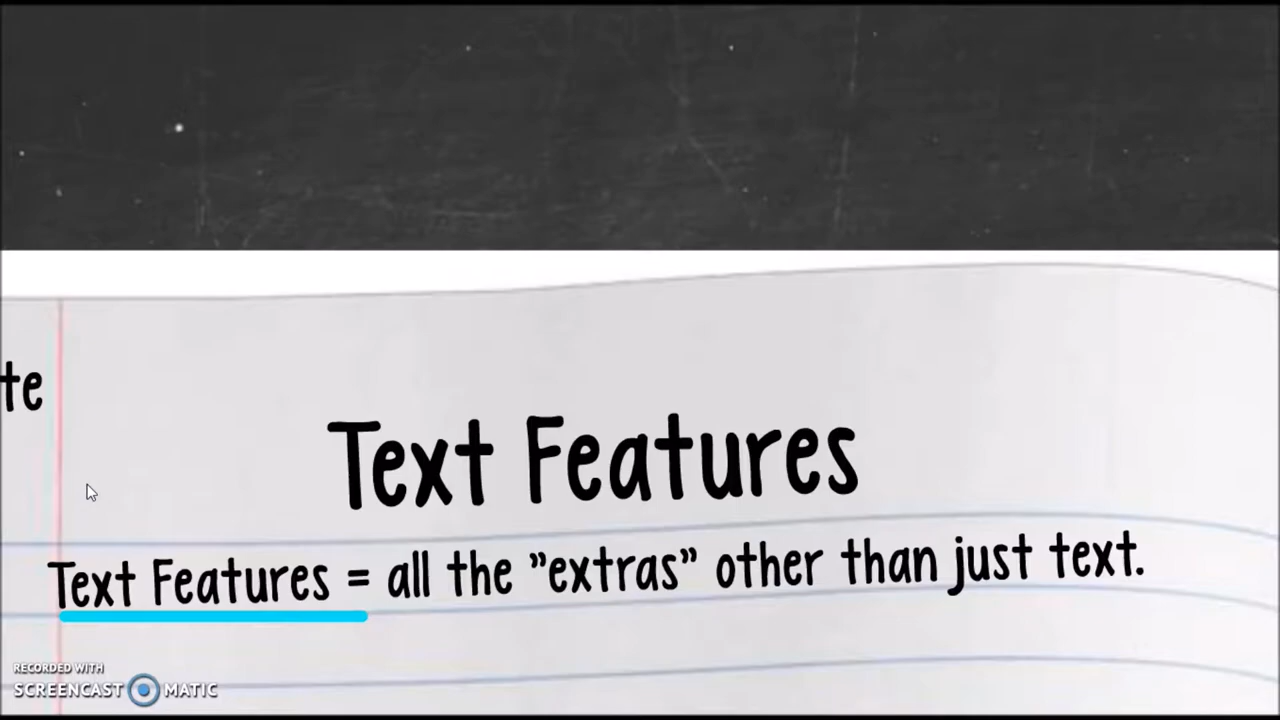 te
Text Features
Text Features = all the ”extras” other than just text.
RECORDED WITH
SCREENCAST MATIC